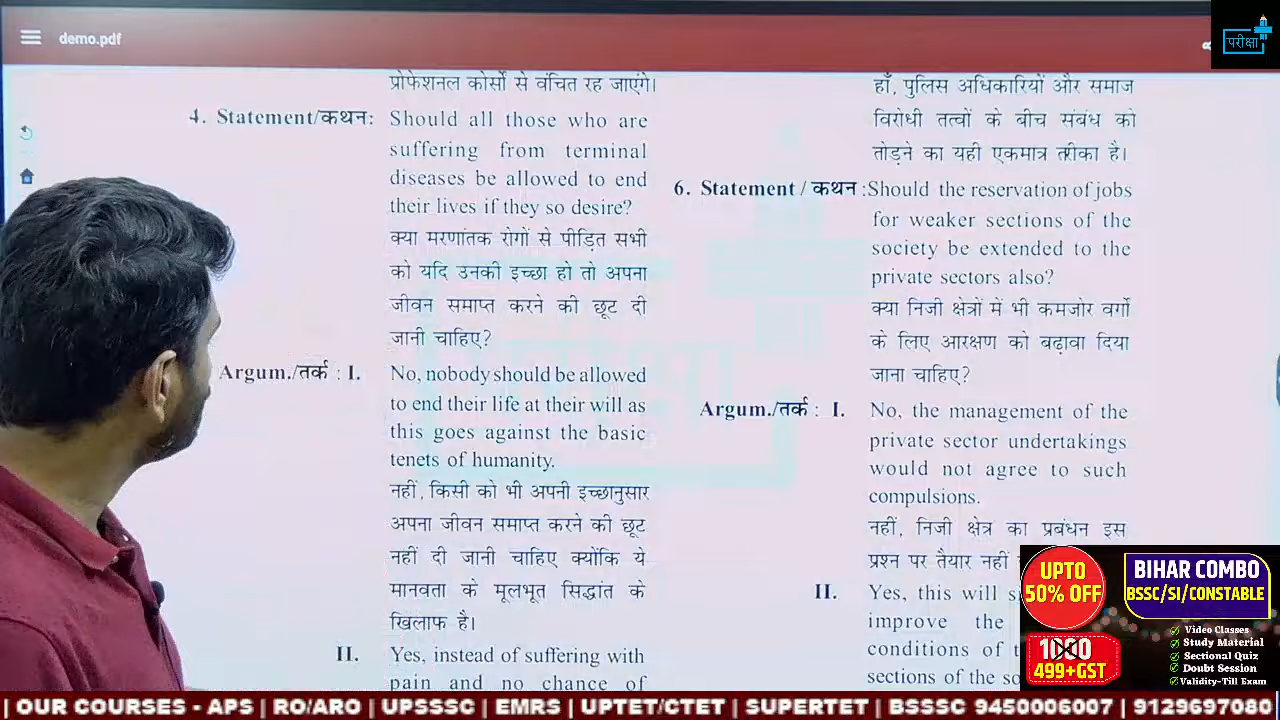 demo.pdf
परीक्षा
प्रोफेशनल कोर्सों से वंचित रह जाएंगे।
4. Statement/कथन: Should all those who are
suffering from terminal
diseases be allowed to end
their lives if they so desire?
क्या मरणांतक रोगों से पीड़ित सभी
को यदि उनकी इच्छा हो तो अपना
जीवन समाप्त करने की छूट दी
जानी चाहिए?
Argum./तर्क : I. No, nobody should be allowed
to end their life at their will as
this goes against the basic
tenets of humanity.
नहीं, किसी को भी अपनी इच्छानुसार
अपना जीवन समाप्त करने की छूट
नहीं दी जानी चाहिए क्योंकि ये
मानवता के मूलभूत सिद्धांत के
खिलाफ है।
II. Yes, instead of suffering with
pain and no chance of
हाँ, पुलिस अधिकारियों और समाज
विरोधी तत्वों के बीच संबंध को
तोड़ने का यही एकमात्र तरीका है।
6. Statement / कथन : Should the reservation of jobs
for weaker sections of the
society be extended to the
private sectors also?
क्या निजी क्षेत्रों में भी कमजोर वर्गों
के लिए आरक्षण को बढ़ावा दिया
जाना चाहिए?
Argum./तर्क : I. No, the management of the
private sector undertakings
would not agree to such
compulsions.
नहीं, निजी क्षेत्र का प्रबंधन इस
प्रश्न पर तैयार नहीं
II. Yes, this will
improve the
conditions of
sections of the
UPTO
50% OFF
1000
499+GST
BIHAR COMBO
BSSC/SI/CONSTABLE
Video Classes
Study Material
Sectional Quiz
Doubt Session
Validity-Till Exam
| OUR COURSES - APS | RO/ARO | UPSSSC | EMRS | UPTET/CTET | SUPERTET | BSSSC 9450006007 | 9129697080